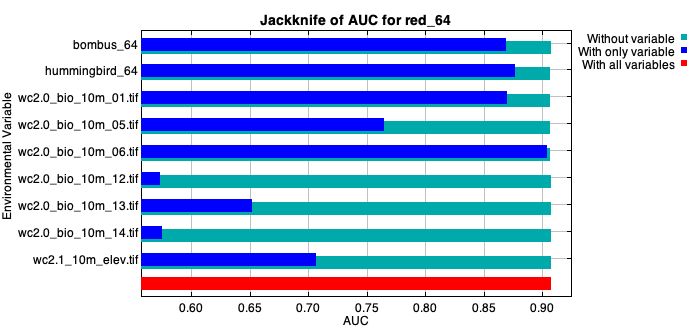 Jackknife of AUC for red_64
Without variable
With only variable
With all variables
Environmental Variable
bombus_64
hummingbird_64
wc2.0_bio_10m_01.tif
wc2.0_bio_10m_05.tif
wc2.0_bio_10m_06.tif
wc2.0_bio_10m_12.tif
wc2.0_bio_10m_13.tif
wc2.0_bio_10m_14.tif
wc2.1_10m_elev.tif
0.60 0.65 0.70 0.75 0.80 0.85 0.90
AUC